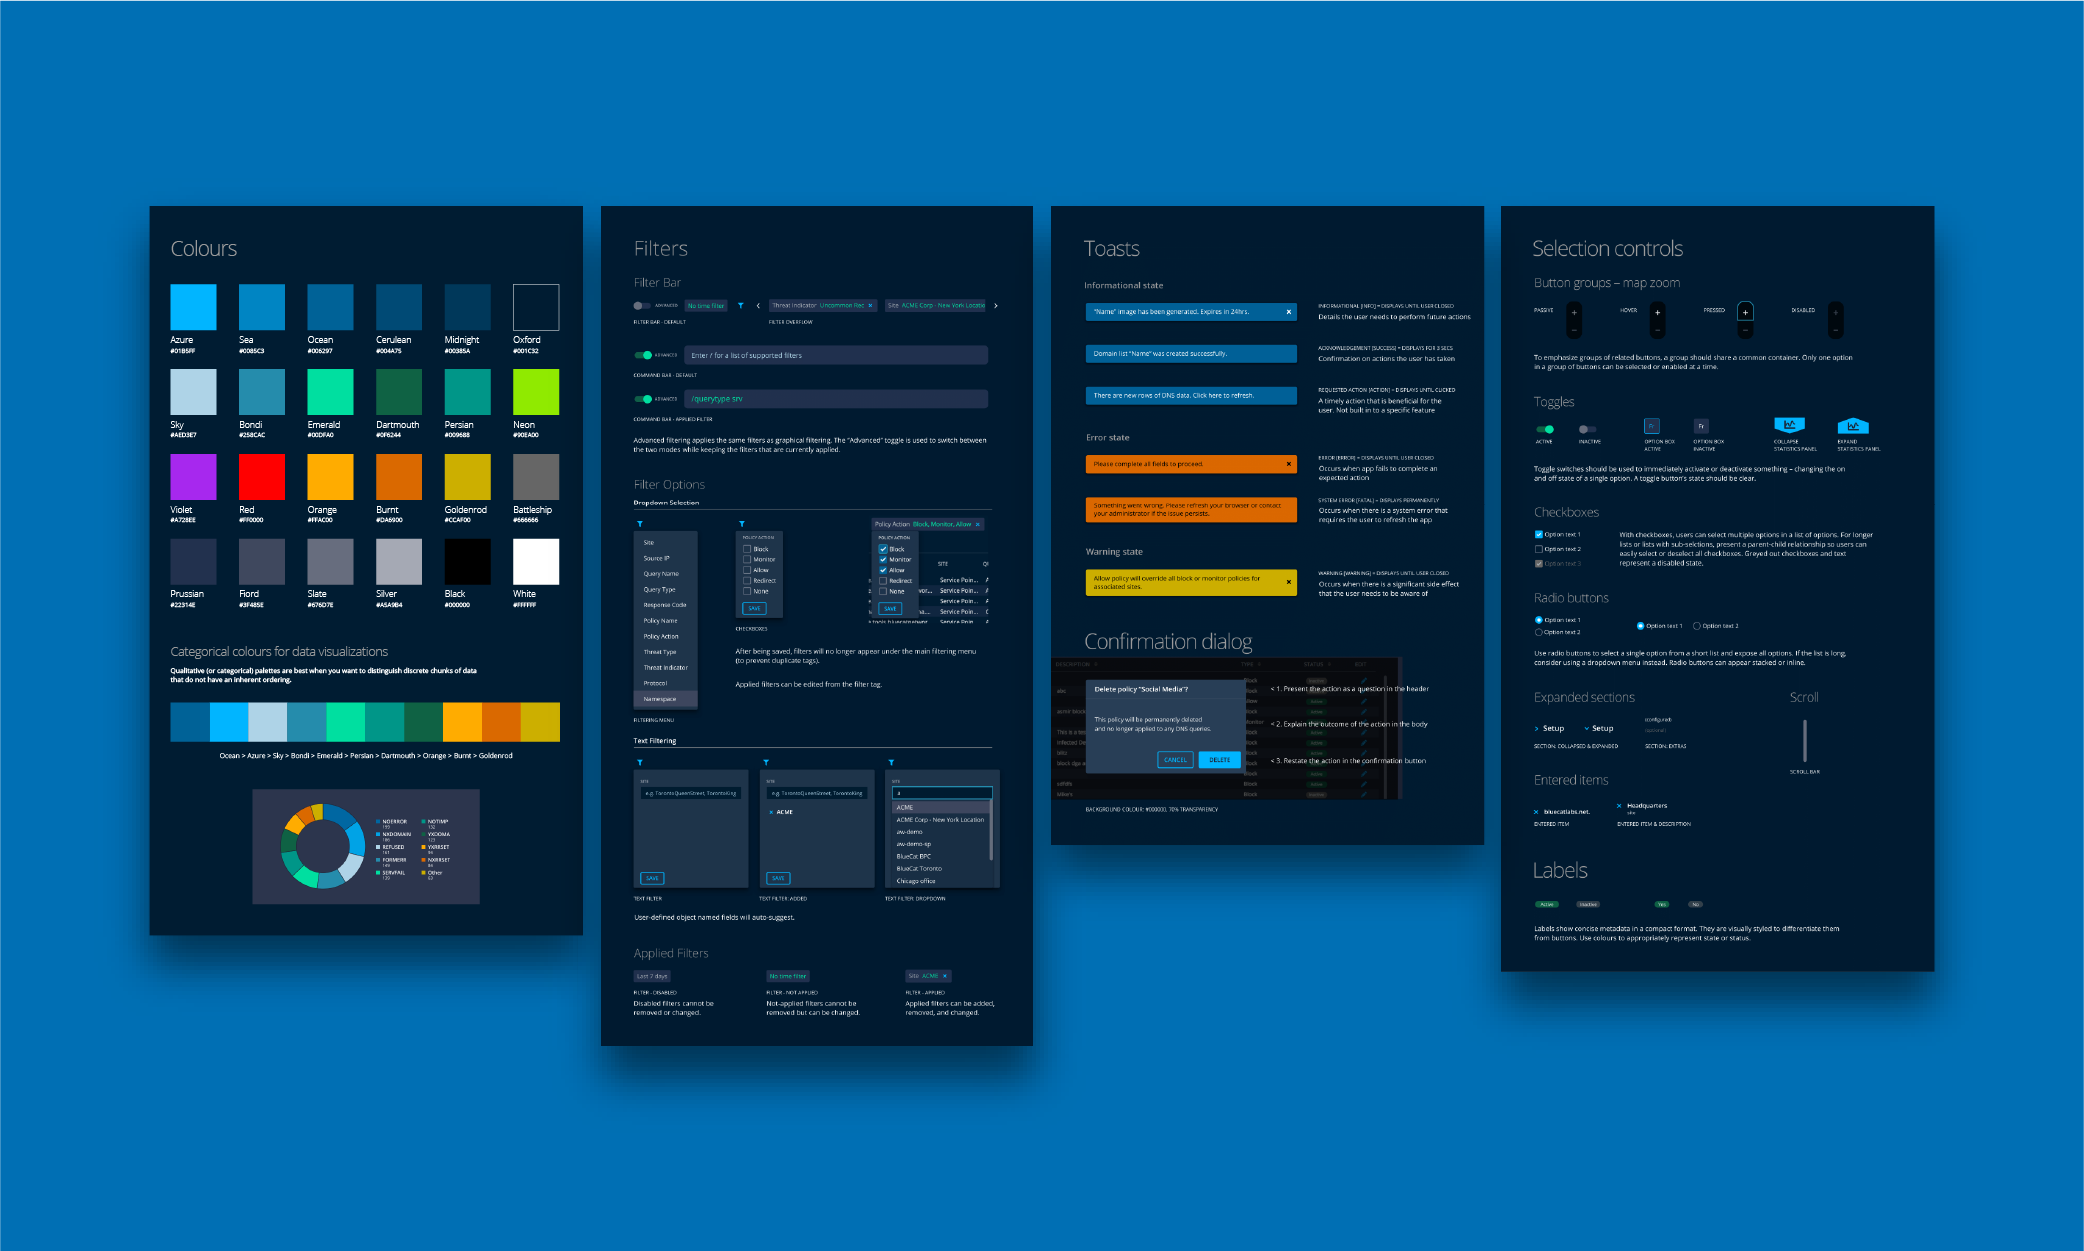 Colours
Azure
#01B5FF
Sea
#0085C3
Ocean
#006297
Cerulean
#004A75
Midnight
#00385A
Oxford
#001C32
Sky
#AED3E7
Bondi
#258CAC
Emerald
#00DFA0
Dartmouth
#0F6244
Persian
#009688
Neon
#90EA00
Violet
#A728EE
Red
#FF0000
Orange
#FFAC00
Burnt
#DA6900
Goldenrod
#CCAF00
Battleship
#666666
Prussian
#22314E
Fiord
#3F485E
Slate
#676D7E
Silver
#A5A9B4
Black
#000000
White
#FFFFFF
Categorical colours for data visualizations
Qualitative (or categorical) palettes are best when you want to distinguish discrete chunks of data
that do not have an inherent ordering.
Ocean > Azure > Sky > Bondi > Emerald > Persian > Dartmouth > Orange > Burnt > Goldenrod
NOERROR
NXDOMAIN
REFUSED
FORMERR
SERVFAIL
NOTIMP
YXDOMA
YXRRSET
NXRRSET
Other
Filters
Filter Bar
ADVANCED
No time filter
Threat Indicator Uncommon Rec ×
Site ACME Corp - New York Locatio
FILTER BAR - DEFAULT
FILTER OVERFLOW
ADVANCED
Enter / for a list of supported filters
COMMAND BAR - DEFAULT
ADVANCED
/querytype srv
COMMAND BAR - APPLIED FILTER
Advanced filtering applies the same filters as graphical filtering. The "Advanced" toggle is used to switch between
the two modes while keeping the filters that are currently applied.
Filter Options
Dropdown Selection
Site
Source IP
Query Name
Query Type
Response Code
Policy Name
Policy Action
Threat Type
Threat Indicator
Protocol
Namespace
FILTERING MENU
POLICY ACTION
Block
Monitor
Allow
Redirect
None
SAVE
CHECKBOXES
Policy Action Block, Monitor, Allow ×
POLICY ACTION
Block
Monitor
Allow
Redirect
None
SAVE
SITE
Service Poin...
Service Poin...
Service Poin...
Service Poin...
Service Poin...
After being saved, filters will no longer appear under the main filtering menu
(to prevent duplicate tags).
Applied filters can be edited from the filter tag.
Text Filtering
SITE
e.g. TorontoQueenStreet, TorontoKing
SAVE
TEXT FILTER
SITE
e.g. TorontoQueenStreet, TorontoKing
× ACME
SAVE
TEXT FILTER: ADDED
SITE
a
ACME
ACME Corp - New York Location
aw-demo
aw-demo-sp
BlueCat BPC
BlueCat Toronto
Chicago office
TEXT FILTER: DROPDOWN
User-defined object named fields will auto-suggest.
Applied Filters
Last 7 days
FILTER - DISABLED
Disabled filters cannot be
removed or changed.
No time filter
FILTER - NOT APPLIED
Not-applied filters cannot be
removed but can be changed.
Site ACME ×
FILTER - APPLIED
Applied filters can be added,
removed, and changed.
Toasts
Informational state
"Name" image has been generated. Expires in 24hrs. ×
INFORMATIONAL [INFO] = DISPLAYS UNTIL USER CLOSED
Details the user needs to perform future actions
Domain list "Name" was created successfully.
ACKNOWLEDGEMENT [SUCCESS] = DISPLAYS FOR 3 SECS
Confirmation on actions the user has taken
There are new rows of DNS data. Click here to refresh.
REQUESTED ACTION [ACTION] = DISPLAYS UNTIL CLICKED
A timely action that is beneficial for the
user. Not built in to a specific feature
Error state
Please complete all fields to proceed. ×
ERROR [ERROR] = DISPLAYS UNTIL USER CLOSED
Occurs when app fails to complete an
expected action
Something went wrong. Please refresh your browser or contact
your administrator if the issue persists.
SYSTEM ERROR [FATAL] = DISPLAYS PERMANENTLY
Occurs when there is a system error that
requires the user to refresh the app
Warning state
Allow policy will override all block or monitor policies for
associated sites. ×
WARNING [WARNING] = DISPLAYS UNTIL USER CLOSED
Occurs when there is a significant side effect
that the user needs to be aware of
Confirmation dialog
DESCRIPTION
TYPE
STATUS
EDIT
Delete policy "Social Media"?
This policy will be permanently deleted
and no longer applied to any DNS queries.
CANCEL
DELETE
< 1. Present the action as a question in the header
< 2. Explain the outcome of the action in the body
< 3. Restate the action in the confirmation button
BACKGROUND COLOUR: #000000, 70% TRANSPARENCY
Selection controls
Button groups – map zoom
PASSIVE
HOVER
PRESSED
DISABLED
To emphasize groups of related buttons, a group should share a common container. Only one option
in a group of buttons can be selected or enabled at a time.
Toggles
ACTIVE
INACTIVE
Fr
OPTION BOX
ACTIVE
Fr
OPTION BOX
INACTIVE
COLLAPSE
STATISTICS PANEL
EXPAND
STATISTICS PANEL
Toggle switches should be used to immediately activate or deactivate something – changing the on
and off state of a single option. A toggle button's state should be clear.
Checkboxes
Option text 1
Option text 2
Option text 3
With checkboxes, users can select multiple options in a list of options. For longer
lists or lists with sub-selctions, present a parent-child relationship so users can
easily select or deselect all checkboxes. Greyed out checkboxes and text
represent a disabled state.
Radio buttons
Option text 1
Option text 2
Option text 1
Option text 2
Use radio buttons to select a single option from a short list and expose all options. If the list is long,
consider using a dropdown menu instead. Radio buttons can appear stacked or inline.
Expanded sections
Setup
Setup
(configured)
(optional)
SECTION: COLLAPSED & EXPANDED
SECTION: EXTRAS
Scroll
SCROLL BAR
Entered items
× bluecatlabs.net.
ENTERED ITEM
× Headquarters
site
ENTERED ITEM & DESCRIPTION
Labels
Active
Inactive
Yes
No
Labels show concise metadata in a compact format. They are visually styled to differentiate them
from buttons. Use colours to appropriately represent state or status.